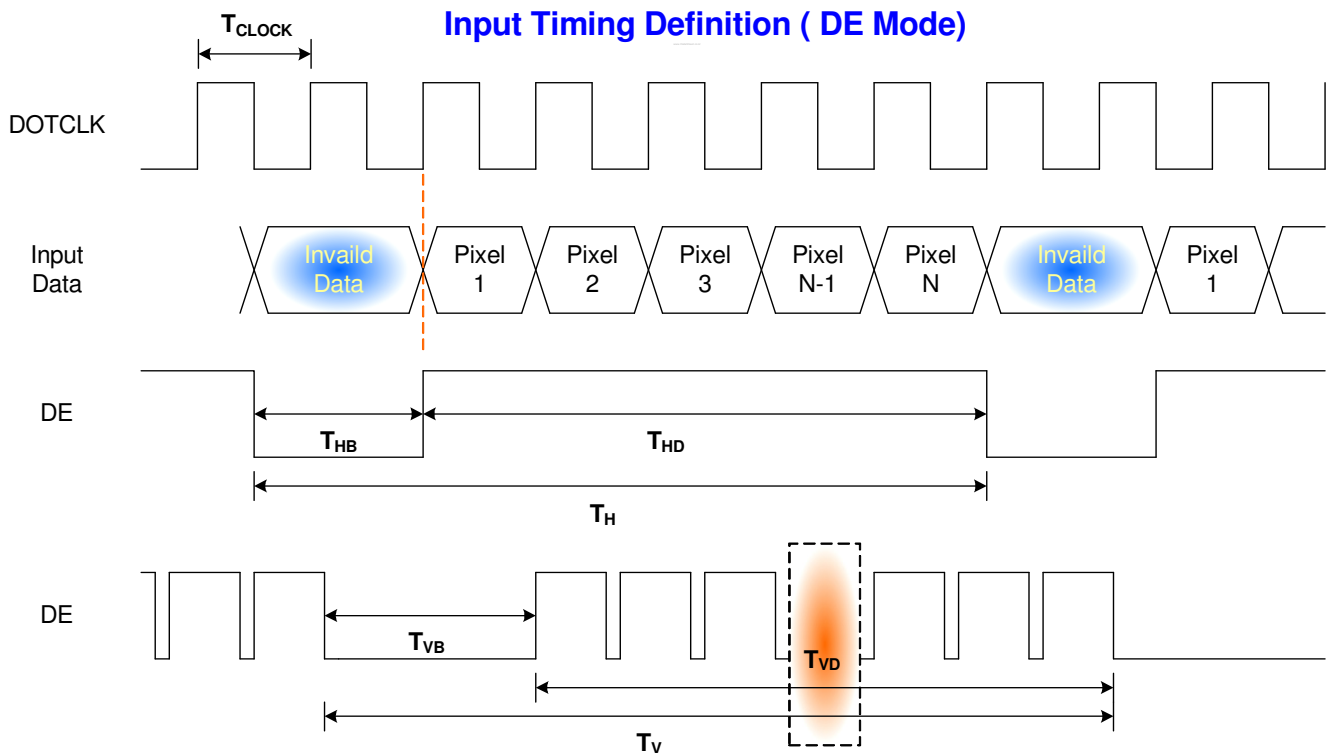 Input Timing Definition ( DE Mode)
TCLOCK
DOTCLK
Input
Data
Invaild
Data
Pixel
1
Pixel
2
Pixel
3
Pixel
N-1
Pixel
N
Invaild
Data
Pixel
1
DE
THB
THD
TH
DE
TVB
TVD
TV